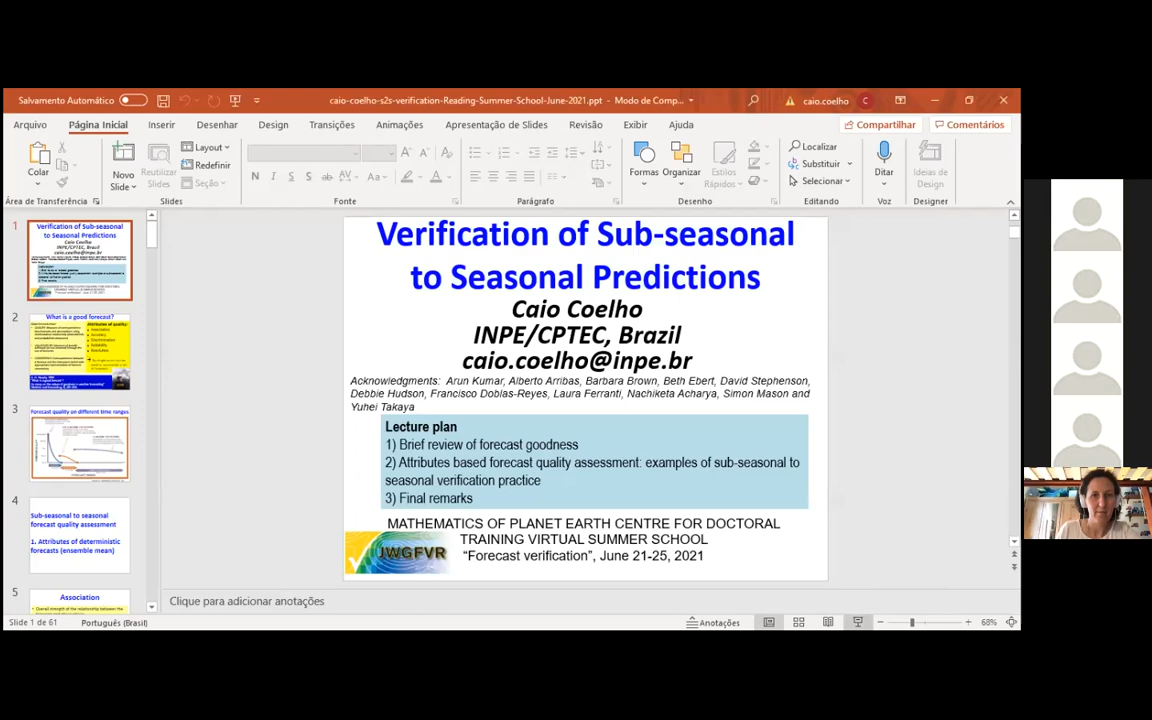 Salvamento Automático
caio-coelho-s2s-verification-Reading-Summer-School-June-2021.ppt - Modo de Comp...
caio.coelho
C
Arquivo Página Inicial Inserir Desenhar Design Transições Animações Apresentação de Slides Revisão Exibir Ajuda
Compartilhar Comentários
Colar
Novo
Slide
Reutilizar
Slides
Layout
Redefinir
Seção
N I S S ab AV Aa A
Formas
Organizar
Estilos
Rápidos
Localizar
Substituir
Selecionar
Ditar
Ideias de
Design
Área de Transferência Slides Fonte Parágrafo Desenho Editando Voz Designer
1
Verification of Sub-seasonal
to Seasonal Predictions
Caio Coelho
INPE/CPTEC, Brazil
caio.coelho@inpe.br
2
What is a good forecast?
Attributes of quality:
3
Forecast quality on different time ranges
4
Sub-seasonal to seasonal
forecast quality assessment
1. Attributes of deterministic
forecasts (ensemble mean)
5
Association
Verification of Sub-seasonal
to Seasonal Predictions
Caio Coelho
INPE/CPTEC, Brazil
caio.coelho@inpe.br
Acknowledgments: Arun Kumar, Alberto Arribas, Barbara Brown, Beth Ebert, David Stephenson,
Debbie Hudson, Francisco Doblas-Reyes, Laura Ferranti, Nachiketa Acharya, Simon Mason and
Yuhei Takaya
Lecture plan
1) Brief review of forecast goodness
2) Attributes based forecast quality assessment: examples of sub-seasonal to
seasonal verification practice
3) Final remarks
MATHEMATICS OF PLANET EARTH CENTRE FOR DOCTORAL
TRAINING VIRTUAL SUMMER SCHOOL
"Forecast verification", June 21-25, 2021
JWGFVR
Clique para adicionar anotações
Slide 1 de 61 Português (Brasil) Anotações 68%